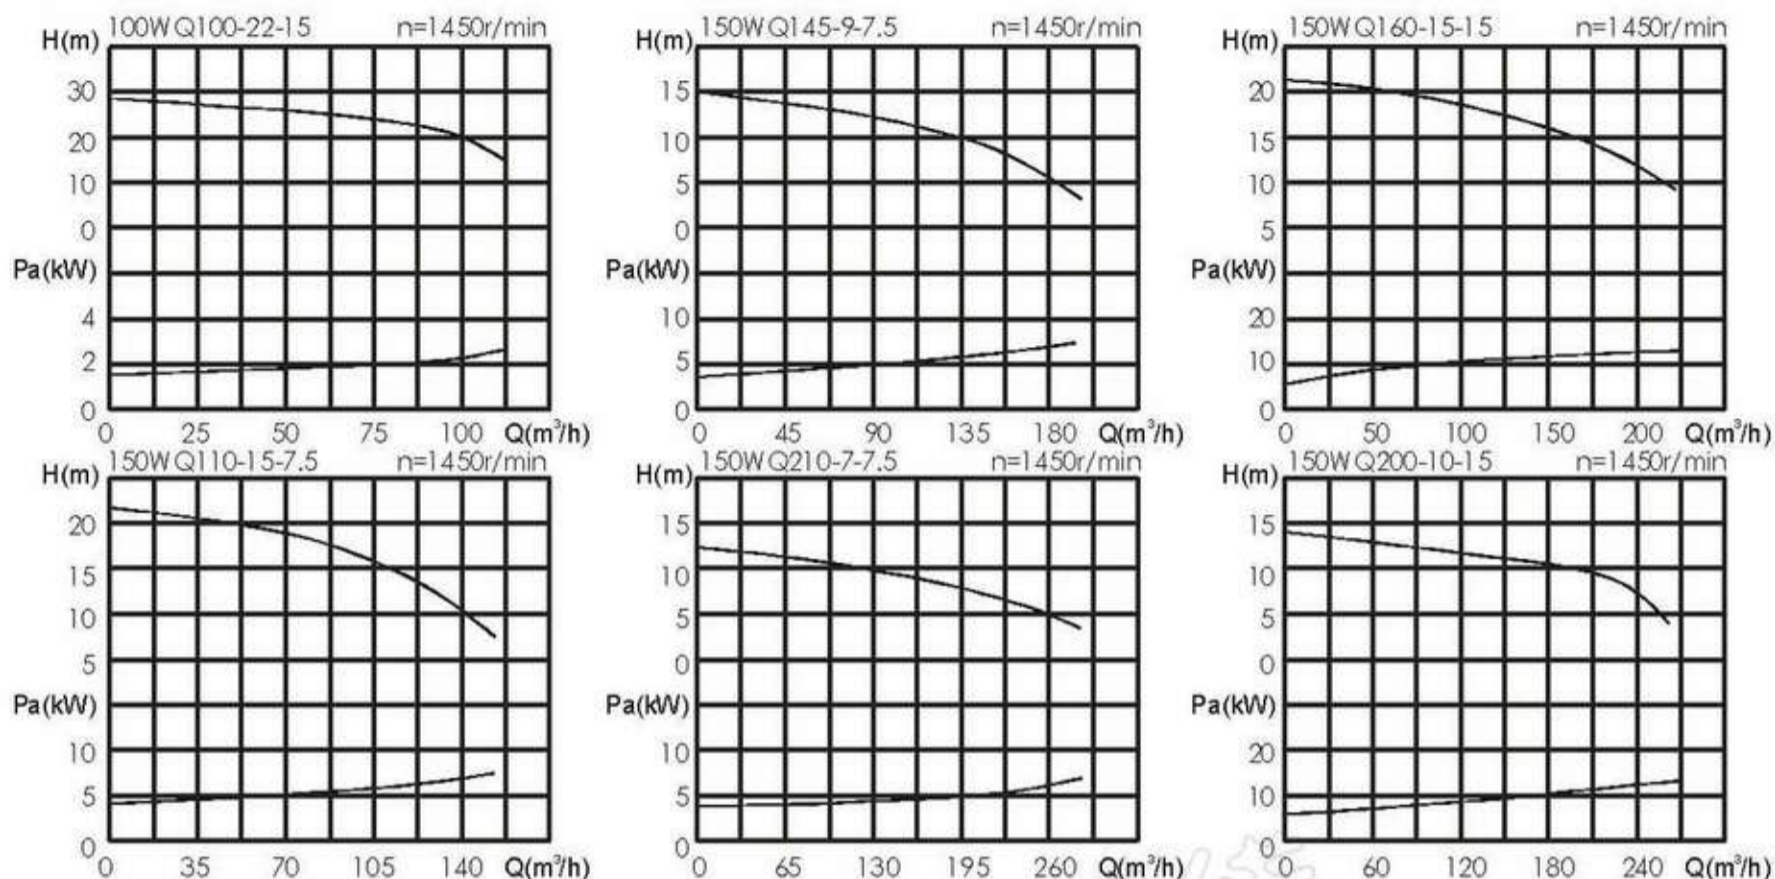 100WQ100-22-15 n=1450r/min
H(m)
30
20
10
0
Pa(kW)
4
2
0
0 25 50 75 100 Q(m³/h)
150WQ145-9-7.5 n=1450r/min
H(m)
15
10
5
0
Pa(kW)
10
5
0
0 45 90 135 180 Q(m³/h)
150WQ160-15-15 n=1450r/min
H(m)
20
15
10
5
Pa(kW)
20
10
0
0 50 100 150 200 Q(m³/h)
150WQ110-15-7.5 n=1450r/min
H(m)
20
15
10
5
Pa(kW)
10
5
0
0 35 70 105 140 Q(m³/h)
150WQ210-7-7.5 n=1450r/min
H(m)
15
10
5
0
Pa(kW)
10
5
0
0 65 130 195 260 Q(m³/h)
150WQ200-10-15 n=1450r/min
H(m)
15
10
5
0
Pa(kW)
20
10
0
0 60 120 180 240 Q(m³/h)